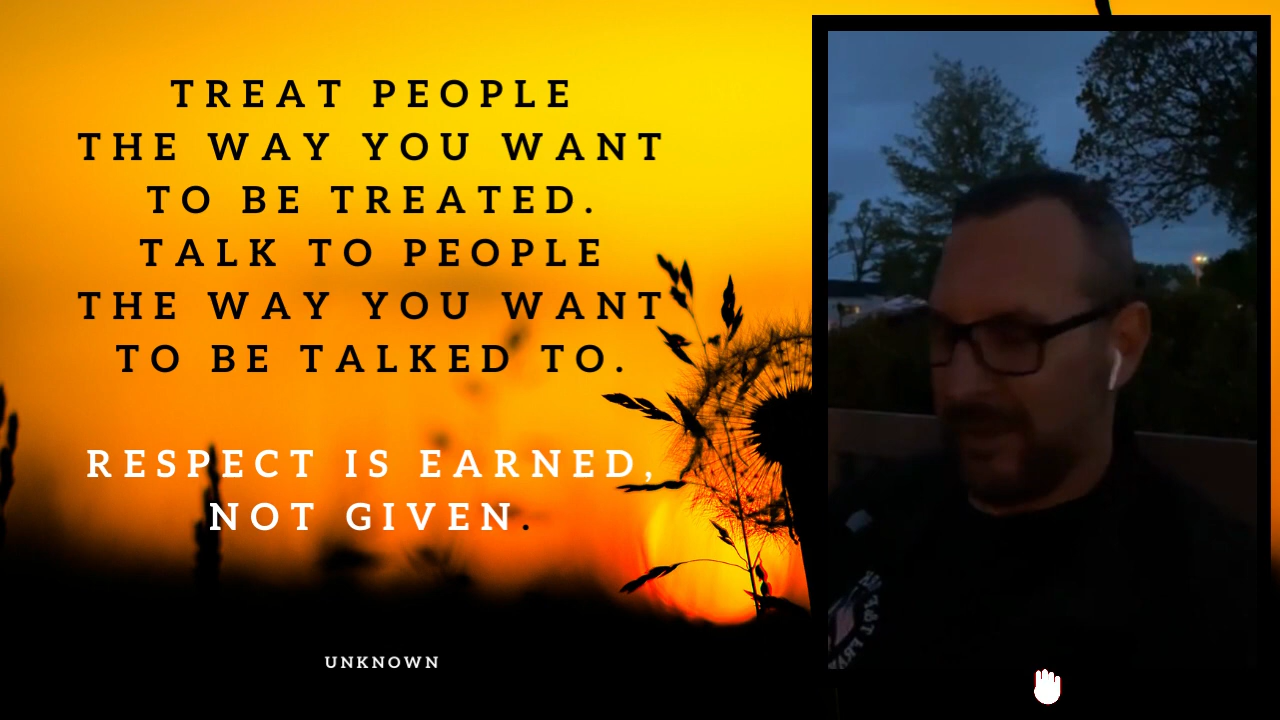 TREAT PEOPLE
THE WAY YOU WANT
TO BE TREATED.
TALK TO PEOPLE
THE WAY YOU WANT
TO BE TALKED TO.
RESPECT IS EARNED,
NOT GIVEN.
UNKNOWN